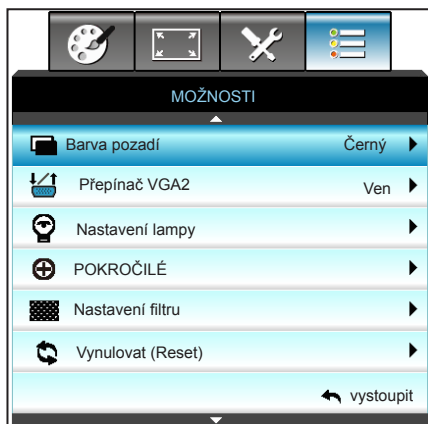 MOŽNOSTI
Barva pozadí Černý
Přepínač VGA2 Ven
Nastavení lampy
POKROČILÉ
Nastavení filtru
Vynulovat (Reset)
vystoupit